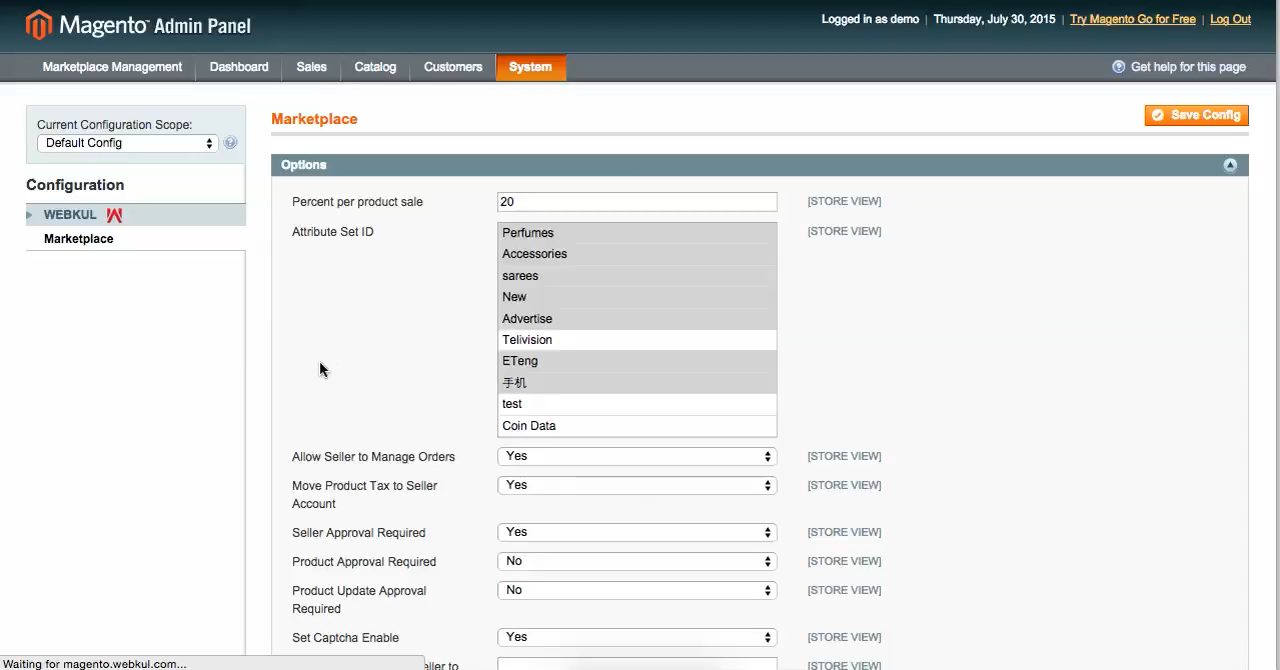 Magento Admin Panel
Logged in as demo | Thursday, July 30, 2015 | Try Magento Go for Free | Log Out
Marketplace Management Dashboard Sales Catalog Customers System Get help for this page
Current Configuration Scope:
Default Config
Configuration
WEBKUL
Marketplace
Marketplace Save Config
Options
Percent per product sale 20 [STORE VIEW]
Attribute Set ID [STORE VIEW]
Perfumes
Accessories
sarees
New
Advertise
Telivision
ETeng
手机
test
Coin Data
Allow Seller to Manage Orders Yes [STORE VIEW]
Move Product Tax to Seller
Account
Yes [STORE VIEW]
Seller Approval Required Yes [STORE VIEW]
Product Approval Required No [STORE VIEW]
Product Update Approval
Required
No [STORE VIEW]
Set Captcha Enable Yes [STORE VIEW]
to [STORE VIEW]
Waiting for magento.webkul.com...